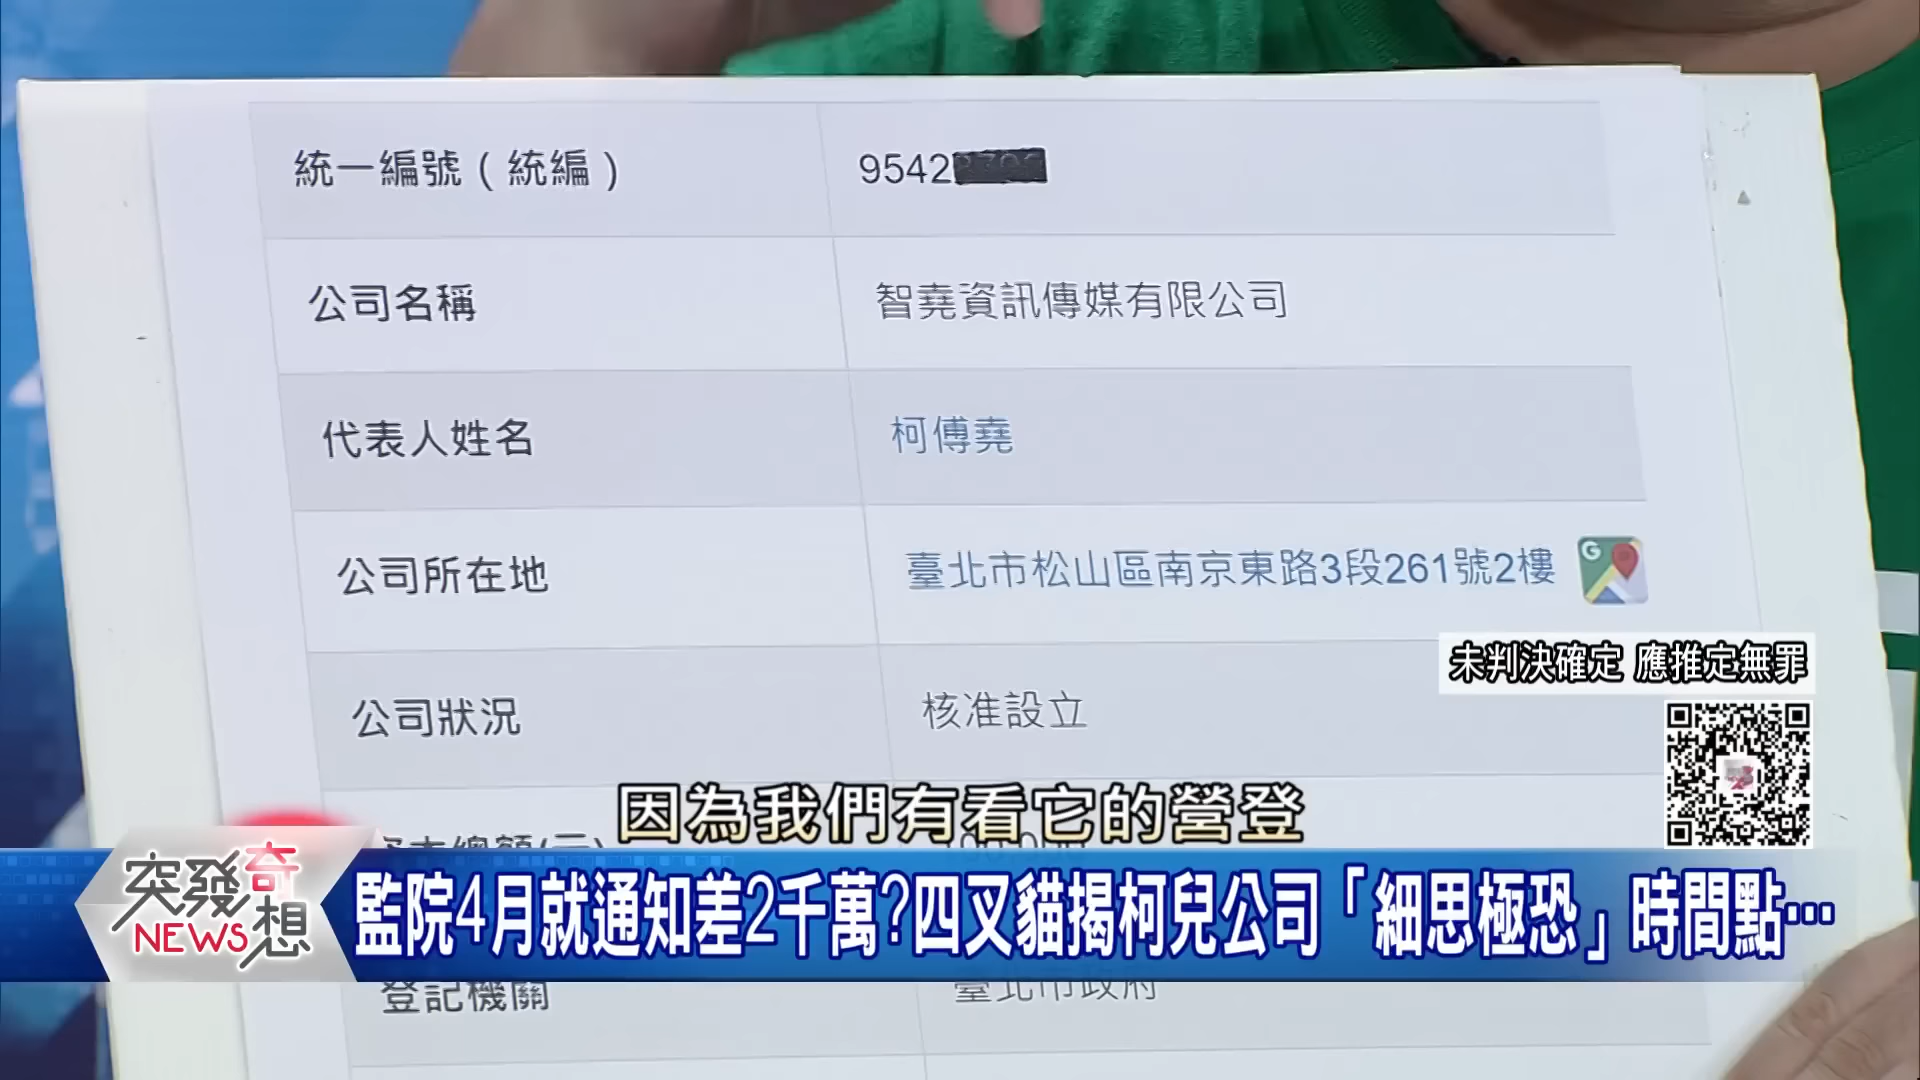 統一編號（統編） 9542
公司名稱 智堯資訊傳媒有限公司
代表人姓名 柯傅堯
公司所在地 臺北市松山區南京東路3段261號2樓
公司狀況 核准設立
未判決確定 應推定無罪
因為我們有看它的營登
突發奇想
NEWS
監院4月就通知差2千萬?四叉貓揭柯兒公司「細思極恐」時間點…
登記機關 臺北市政府